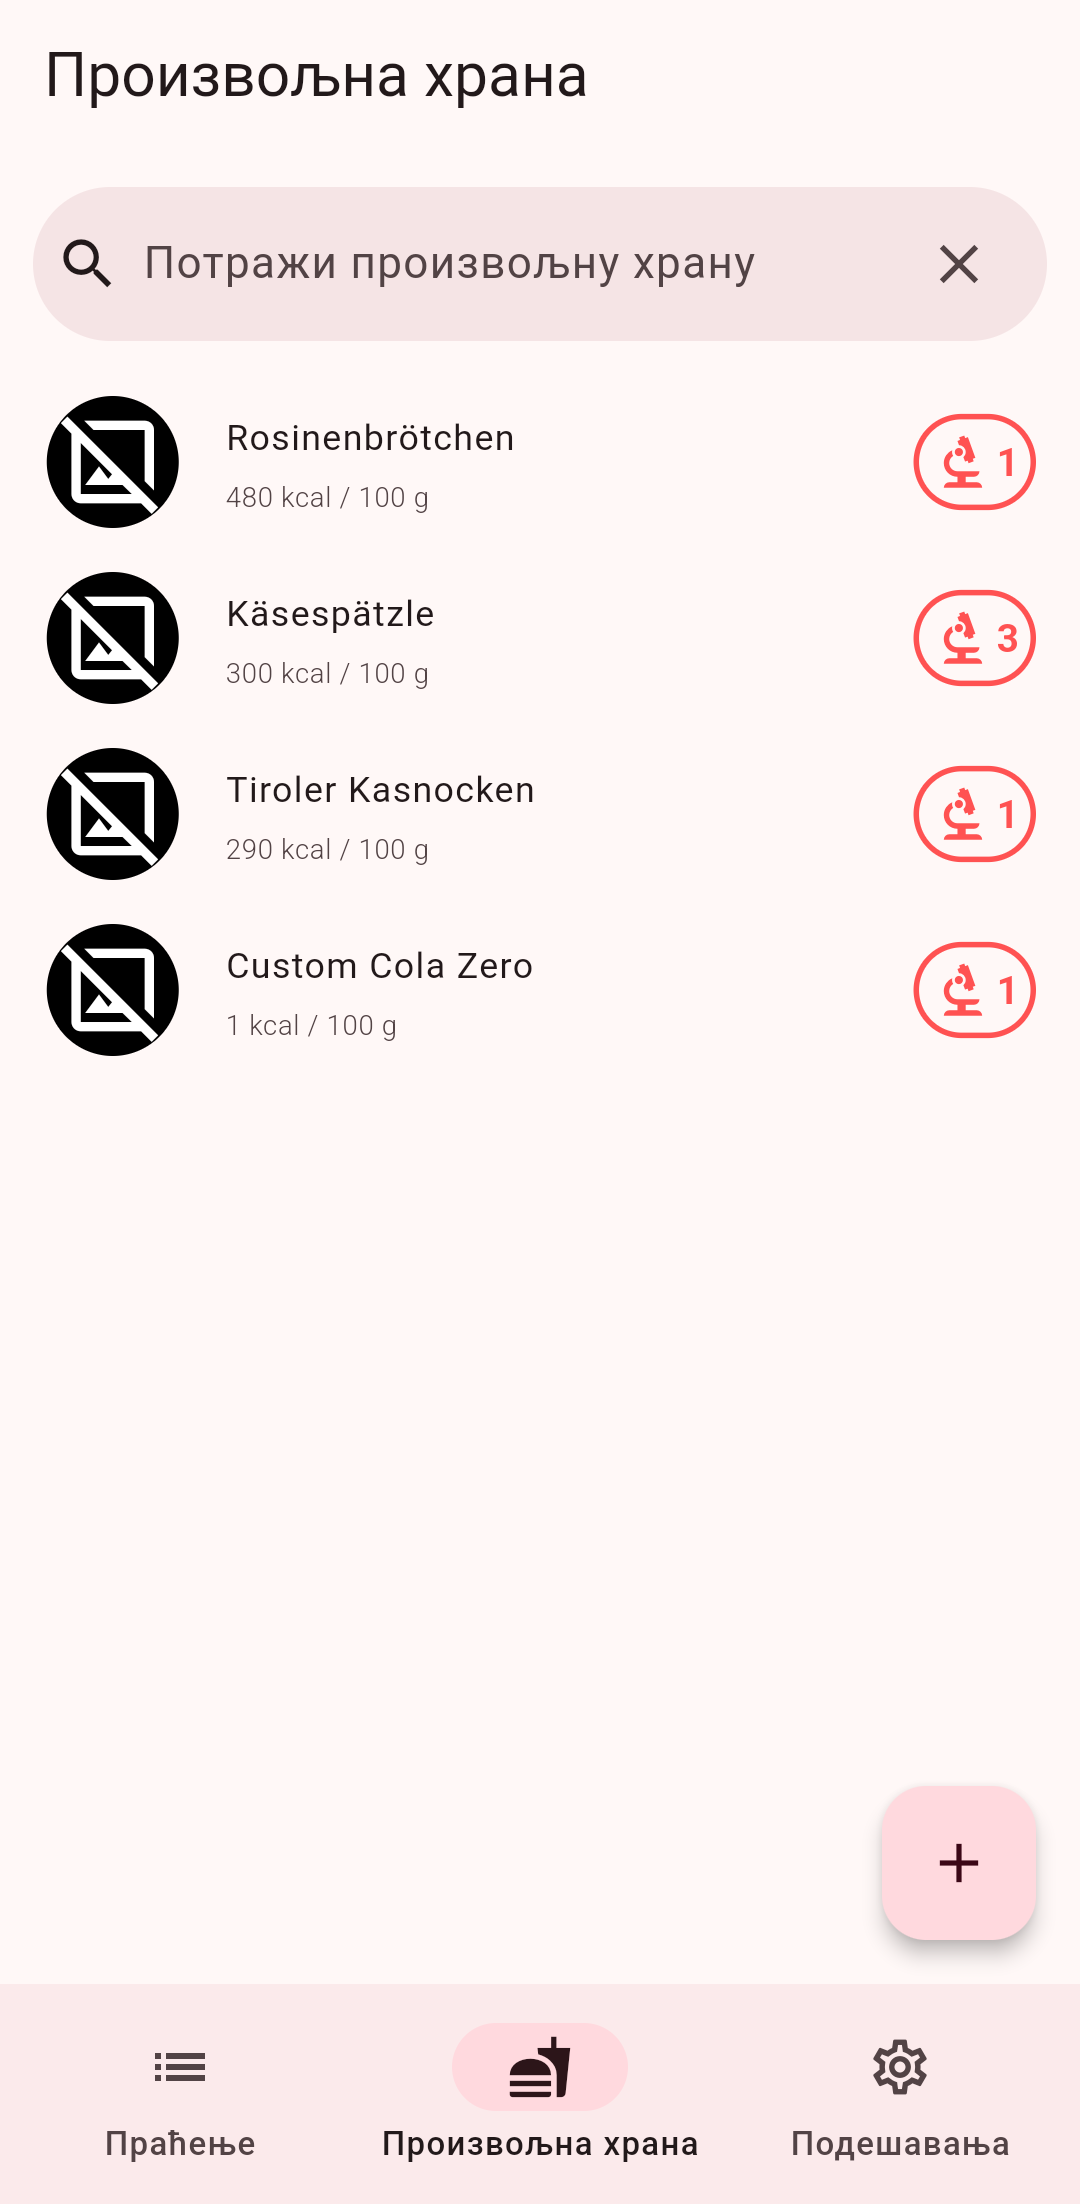 Произвољна храна
Потражи произвољну храну
Rosinenbrötchen
480 kcal / 100 g
1
Käsespätzle
300 kcal / 100 g
3
Tiroler Kasnocken
290 kcal / 100 g
1
Custom Cola Zero
1 kcal / 100 g
1
Праћење
Произвољна храна
Подешавања